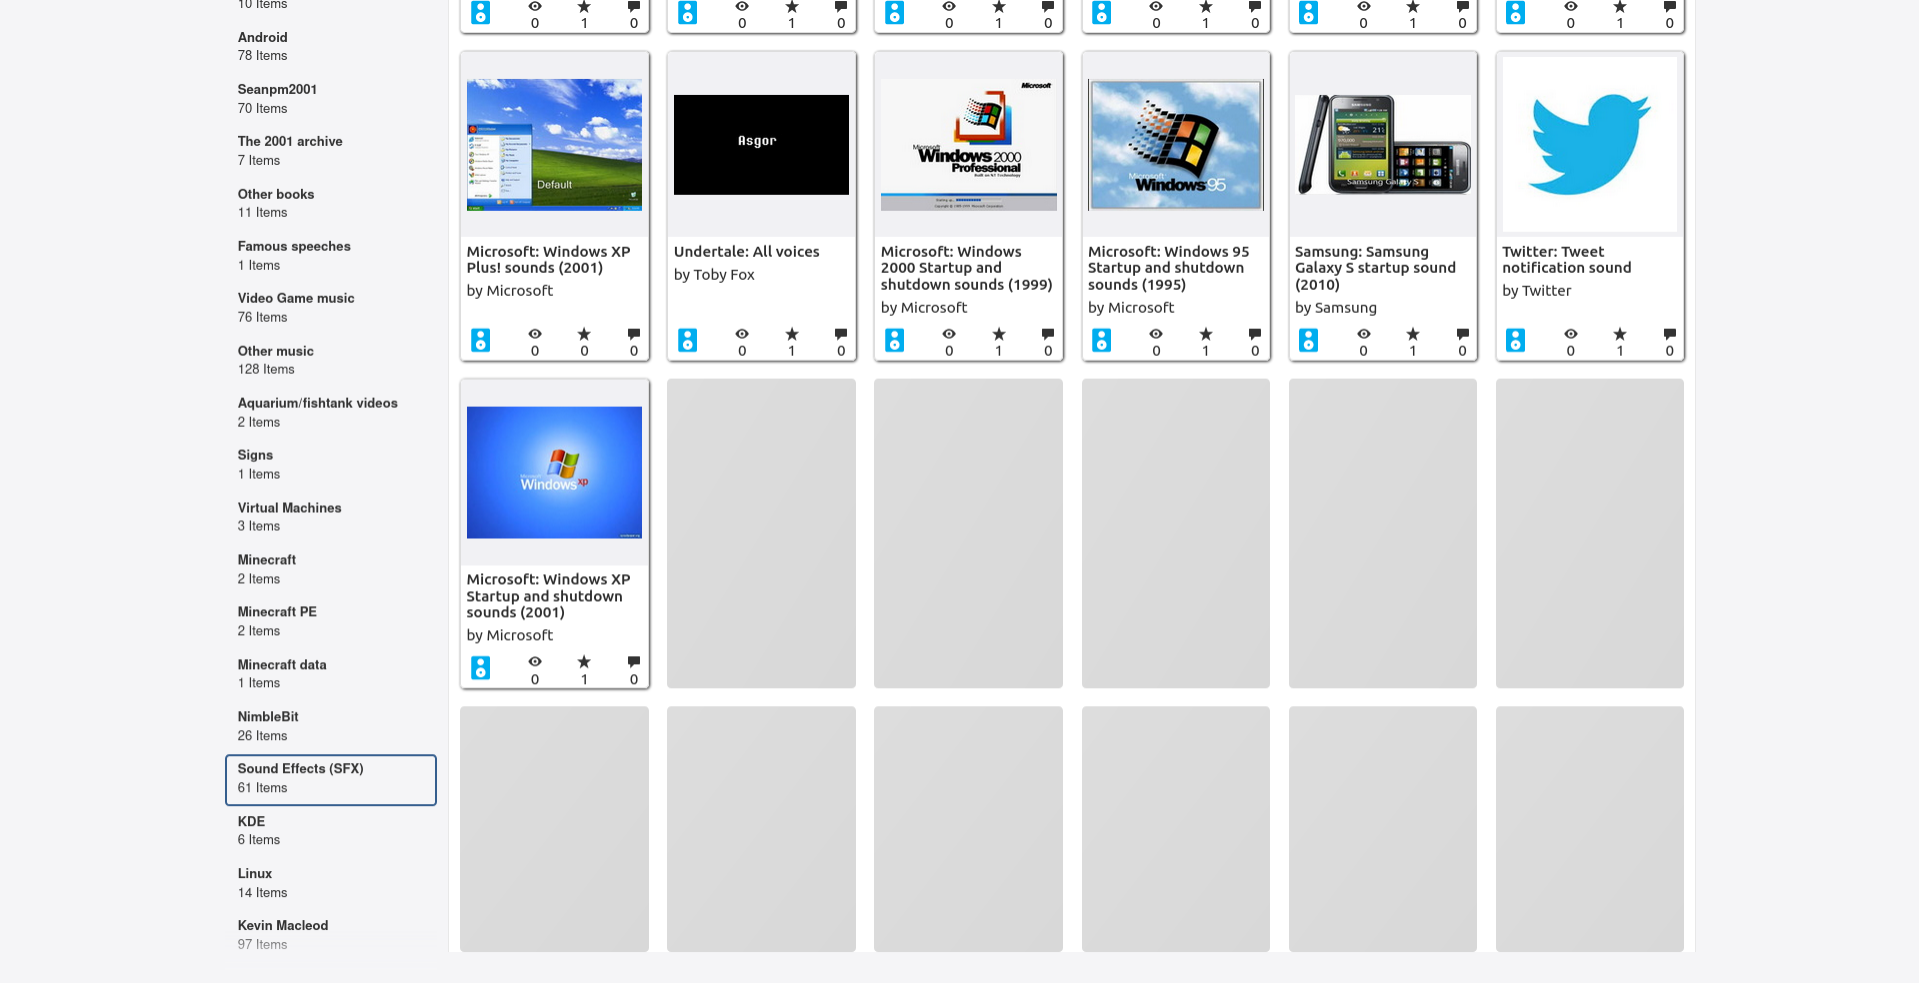 10 Items
Android
78 Items
Seanpm2001
70 Items
The 2001 archive
7 Items
Other books
11 Items
Famous speeches
1 Items
Video Game music
76 Items
Other music
128 Items
Aquarium/fishtank videos
2 Items
Signs
1 Items
Virtual Machines
3 Items
Minecraft
2 Items
Minecraft PE
2 Items
Minecraft data
1 Items
NimbleBit
26 Items
Sound Effects (SFX)
61 Items
KDE
6 Items
Linux
14 Items
Kevin Macleod
97 Items
0 1 0
0 1 0
0 1 0
0 1 0
0 1 0
0 1 0
Default
Microsoft: Windows XP
Plus! sounds (2001)
by Microsoft
0 0 0
Asgor
Undertale: All voices
by Toby Fox
0 1 0
Microsoft
Microsoft
Windows 2000
Professional
Built on NT Technology
Microsoft: Windows
2000 Startup and
shutdown sounds (1999)
by Microsoft
0 1 0
Microsoft
Windows 95
Microsoft: Windows 95
Startup and shutdown
sounds (1995)
by Microsoft
0 1 0
Samsung Galaxy S
Samsung: Samsung
Galaxy S startup sound
(2010)
by Samsung
0 1 0
Twitter: Tweet
notification sound
by Twitter
0 1 0
Microsoft
Windows xp
Microsoft: Windows XP
Startup and shutdown
sounds (2001)
by Microsoft
0 1 0